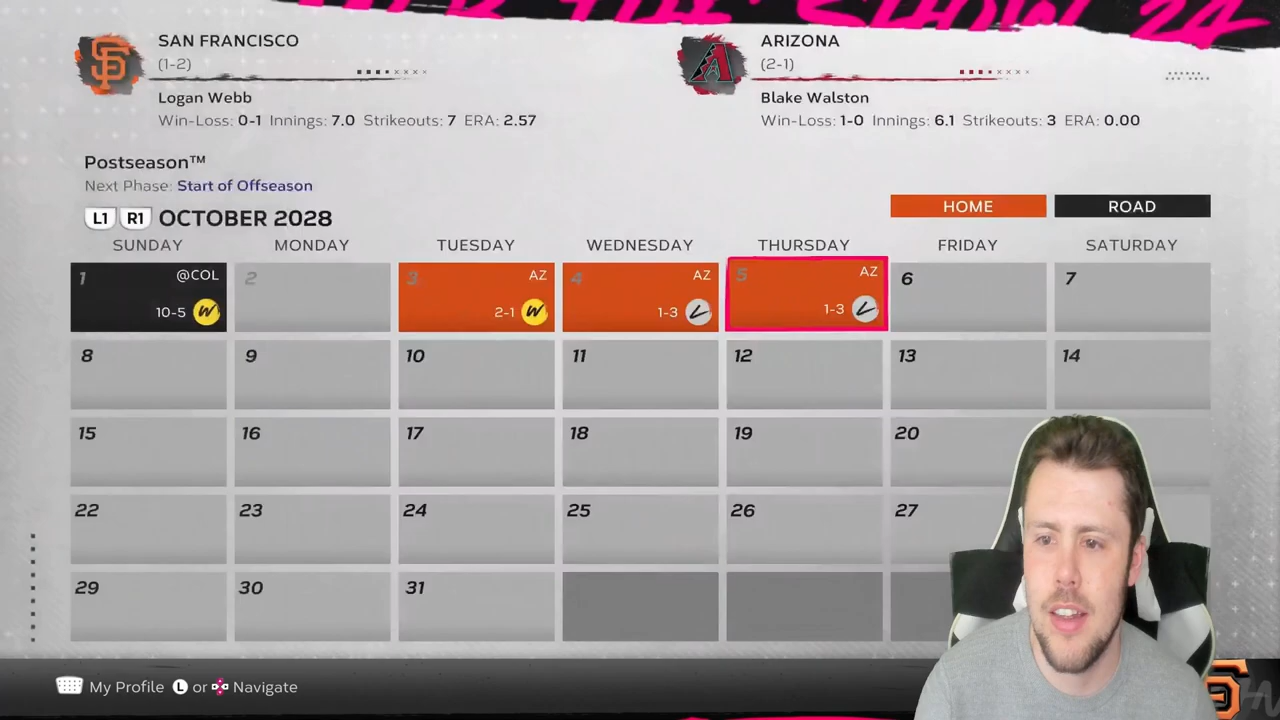 THE SHOW 24
SAN FRANCISCO
(1-2)
Logan Webb
Win-Loss: 0-1 Innings: 7.0 Strikeouts: 7 ERA: 2.57
ARIZONA
(2-1)
Blake Walston
Win-Loss: 1-0 Innings: 6.1 Strikeouts: 3 ERA: 0.00
Postseason™
Next Phase: Start of Offseason
L1 R1 OCTOBER 2028
HOME ROAD
SUNDAY MONDAY TUESDAY WEDNESDAY THURSDAY FRIDAY SATURDAY
1 @COL 2 3 AZ 4 AZ 5 AZ 6 7
10-5 W 2-1 W 1-3 L 1-3 L
8 9 10 11 12 13 14
15 16 17 18 19 20
22 23 24 25 26 27
29 30 31
My Profile L or Navigate